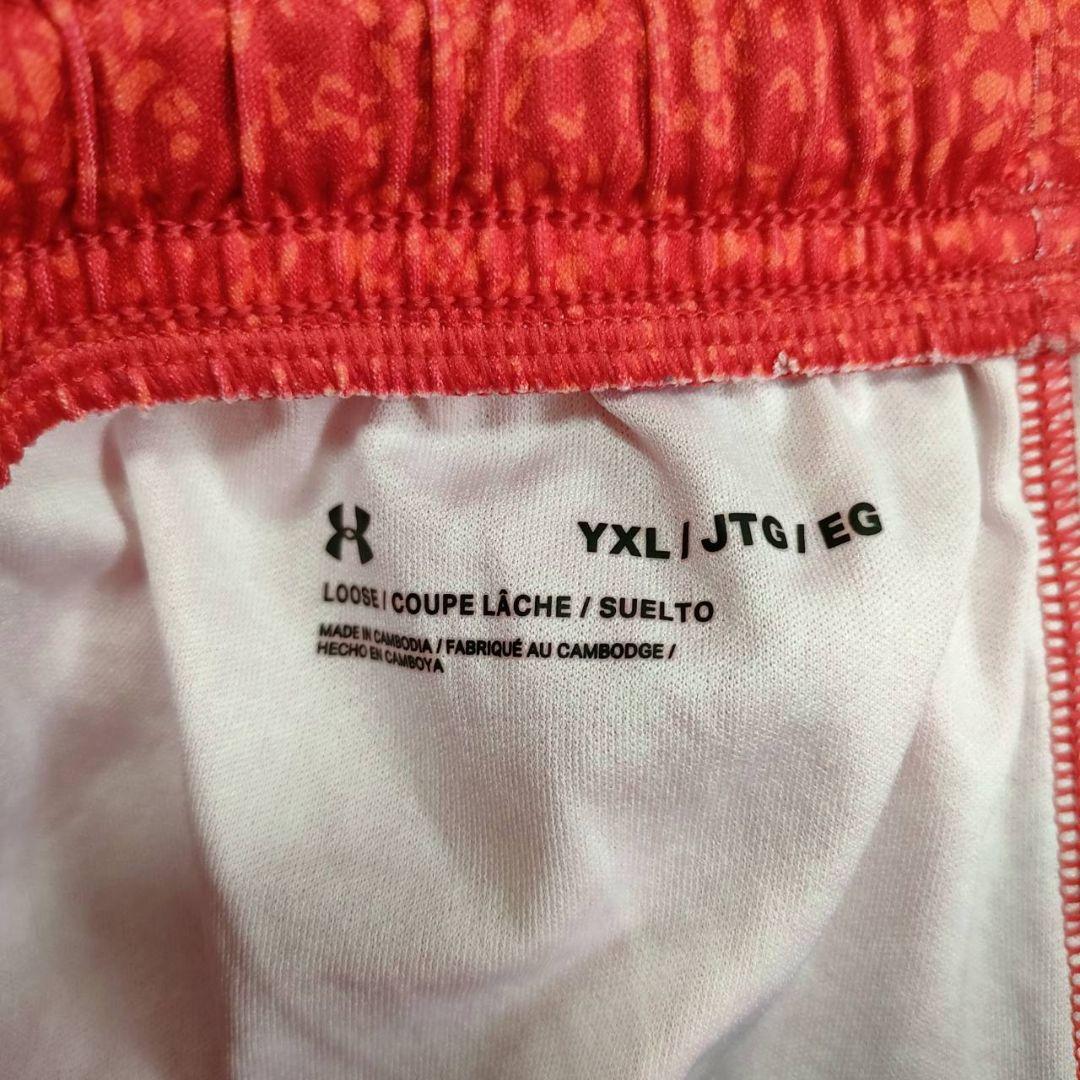 YXL / JTG / EG
LOOSE / COUPE LÂCHE / SUELTO
MADE IN CAMBODIA / FABRIQUÉ AU CAMBODGE /
HECHO EN CAMBOYA